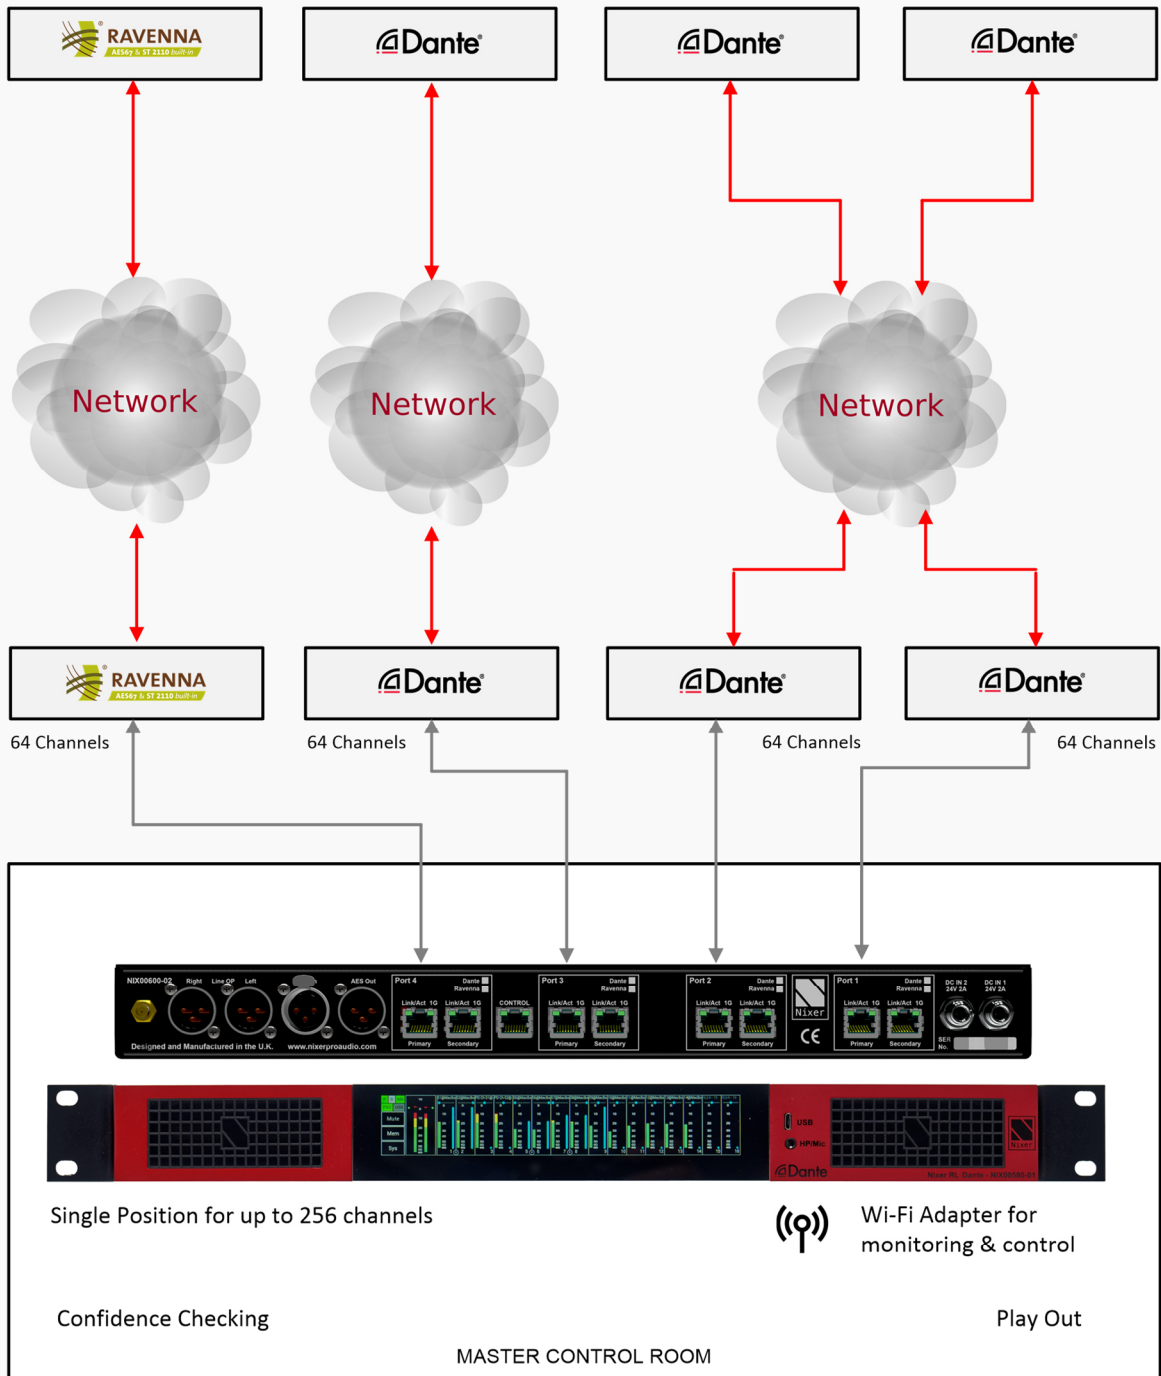 RAVENNA
AES67 & ST 2110 built-in
Dante
Dante
Dante
Network
Network
Network
RAVENNA
AES67 & ST 2110 built-in
Dante
Dante
Dante
64 Channels
64 Channels
64 Channels
64 Channels
NIX00600-02
Right
Line OP
Left
AES Out
Port 4
Dante
Ravenna
Link/Act 1G
Link/Act 1G
CONTROL
Primary
Secondary
Port 3
Dante
Ravenna
Link/Act 1G
Link/Act 1G
Primary
Secondary
Port 2
Dante
Ravenna
Link/Act 1G
Link/Act 1G
Primary
Secondary
Nixer
CE
Port 1
Dante
Ravenna
Link/Act 1G
Link/Act 1G
Primary
Secondary
DC IN 2
24V 2A
DC IN 1
24V 2A
SER
No.
Designed and Manufactured in the U.K.
www.nixerproaudio.com
Mute
Mem
Sys
USB
HP/Mic
Dante
Nixer
Single Position for up to 256 channels
Wi-Fi Adapter for
monitoring & control
Confidence Checking
Play Out
MASTER CONTROL ROOM